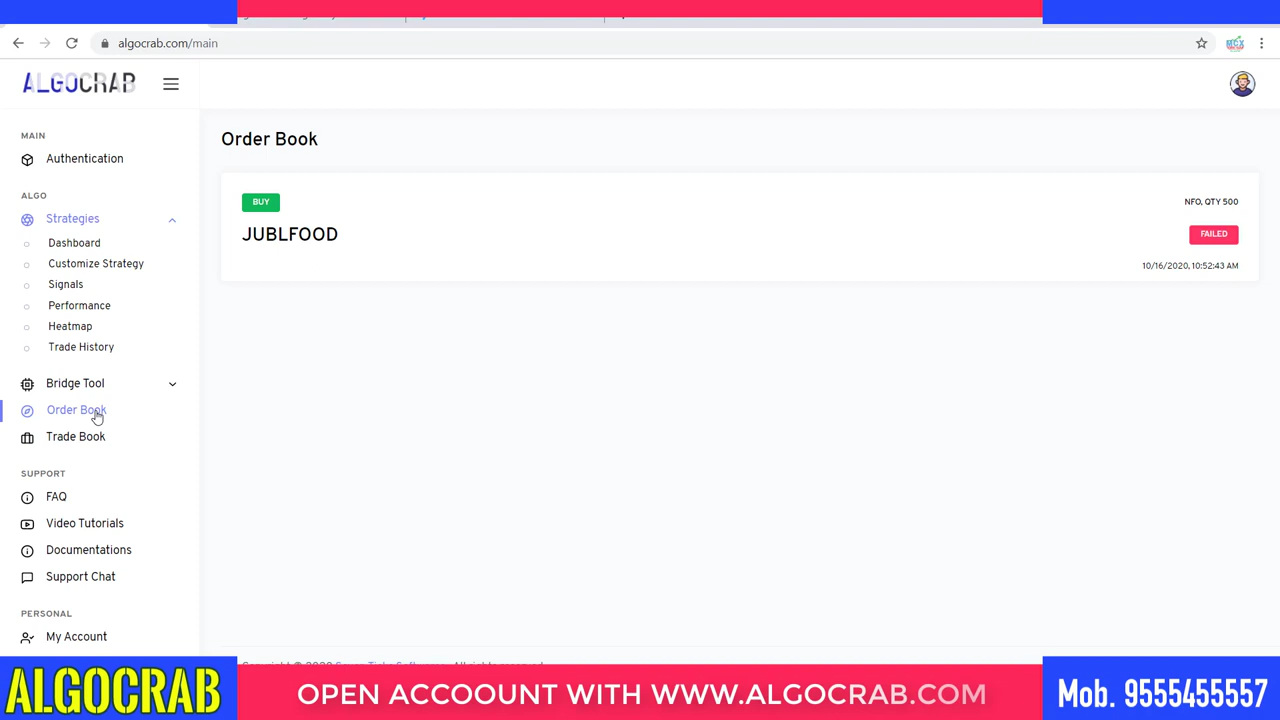 algocrab.com/main
MCX
ALGOCRAB
MAIN
Authentication
ALGO
Strategies
Dashboard
Customize Strategy
Signals
Performance
Heatmap
Trade History
Bridge Tool
Order Book
Trade Book
SUPPORT
FAQ
Video Tutorials
Documentations
Support Chat
PERSONAL
My Account
Order Book
BUY
NFO, QTY 500
JUBLFOOD
FAILED
10/16/2020, 10:52:43 AM
ALGOCRAB
OPEN ACCOOUNT WITH WWW.ALGOCRAB.COM
Mob. 9555455557